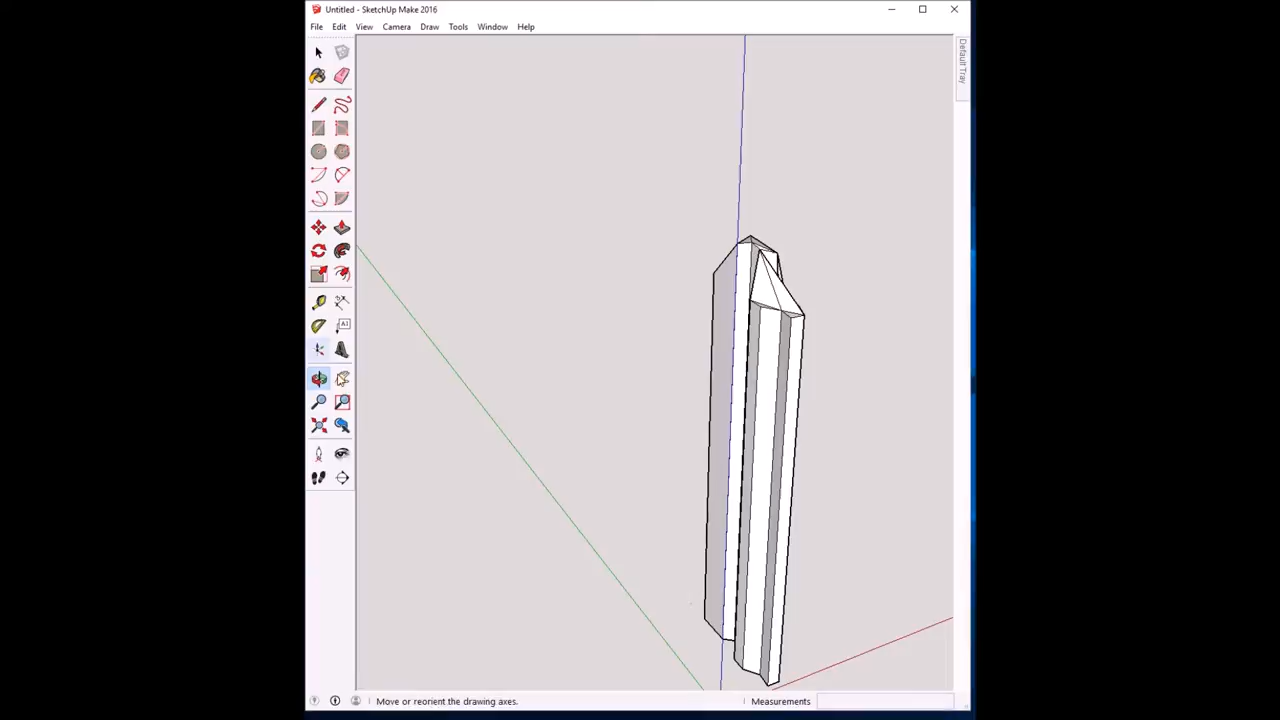 Untitled - SketchUp Make 2016
File Edit View Camera Draw Tools Window Help
Default Tray
A1
Move or reorient the drawing axes.
Measurements